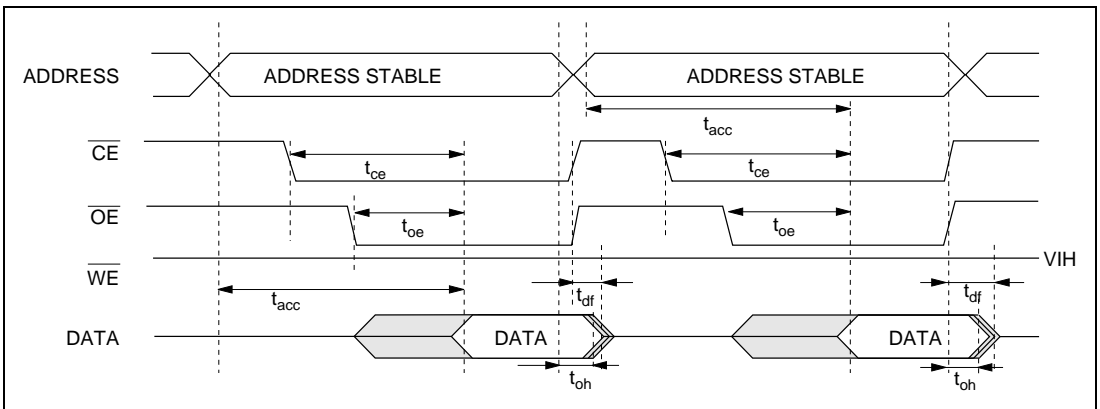 ADDRESS ADDRESS STABLE ADDRESS STABLE
tacc
CE tce tce
OE toe toe
VIH
WE
tacc tdf tdf
DATA DATA DATA
toh toh